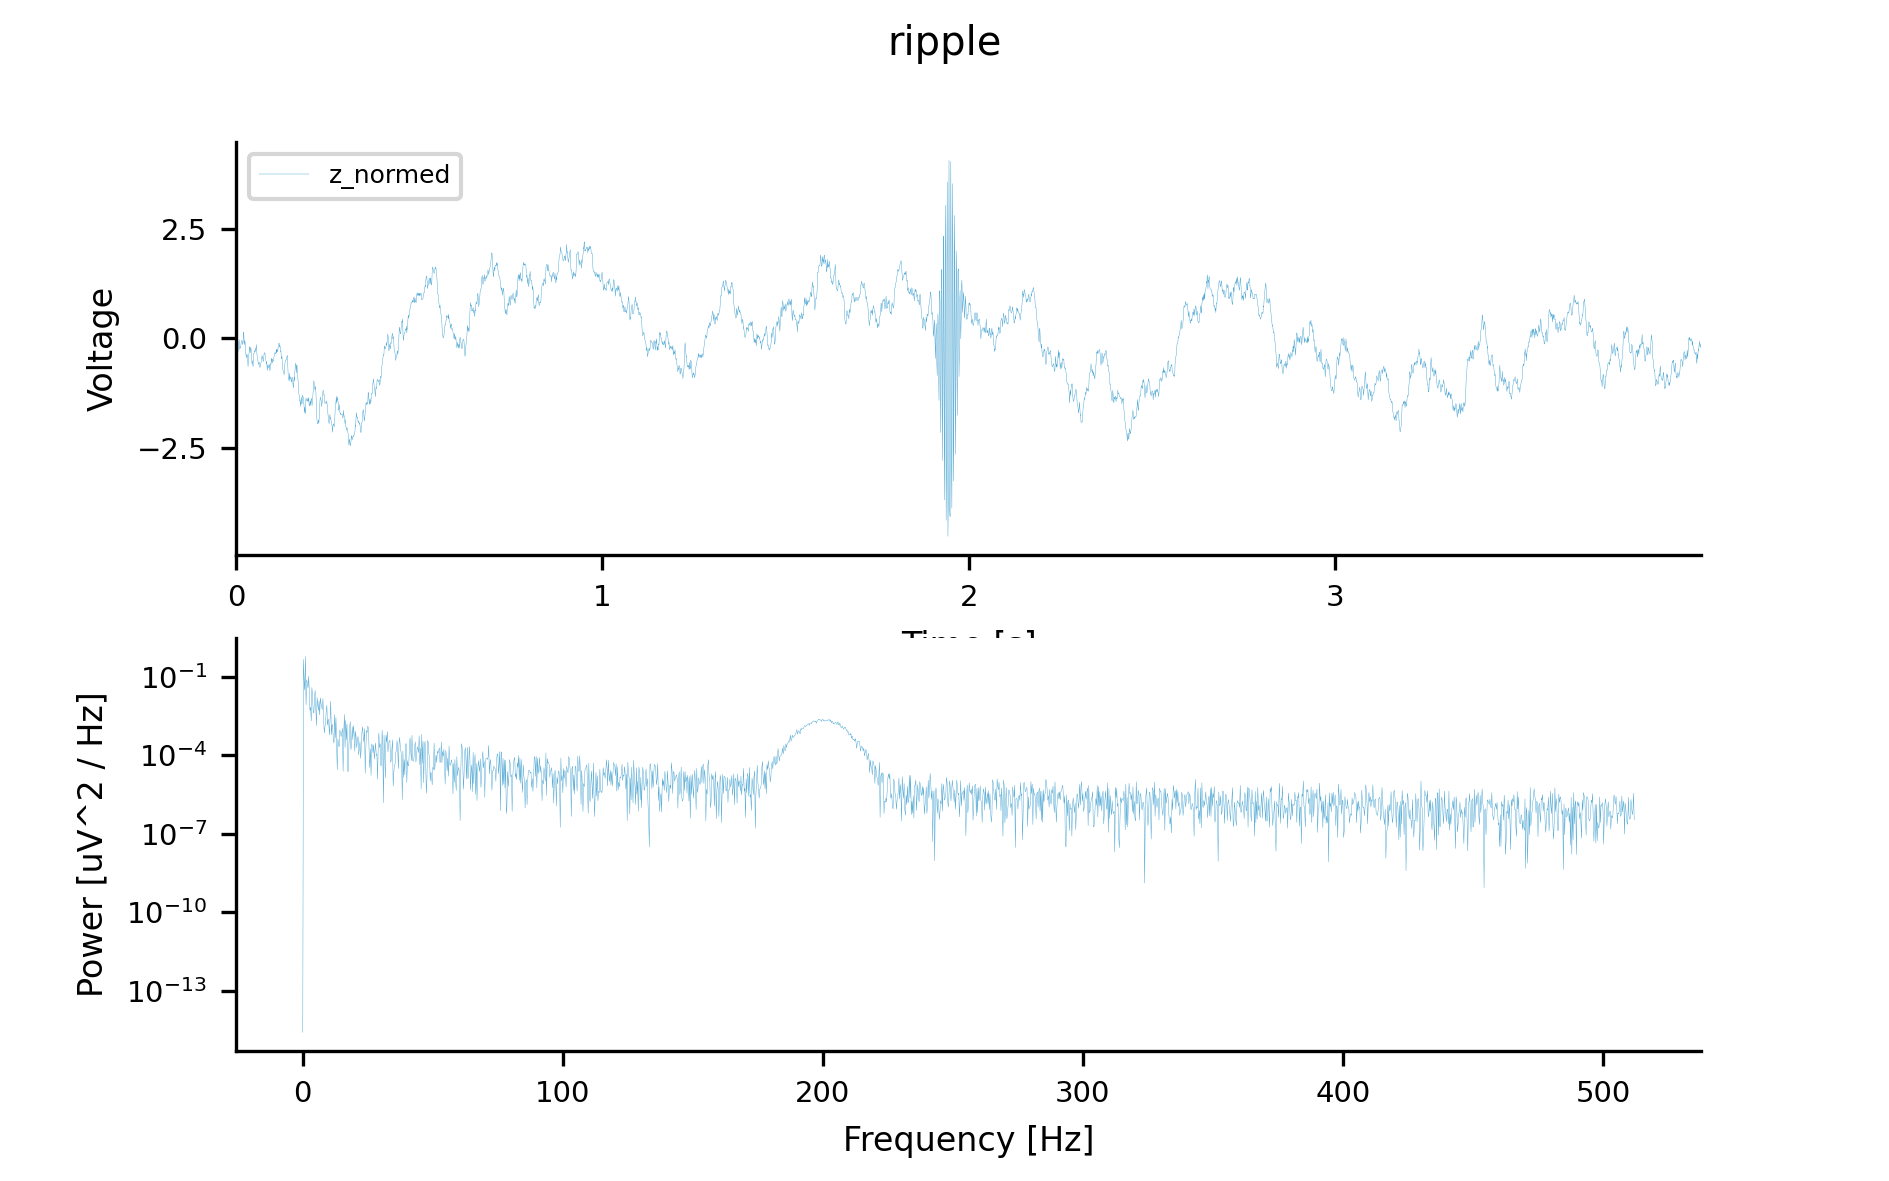 ripple
z_normed
2.5
0.0
−2.5
Voltage
0 1 2 3
Time [s]
10⁻¹
10⁻⁴
10⁻⁷
10⁻¹⁰
10⁻¹³
Power [uV^2 / Hz]
0 100 200 300 400 500
Frequency [Hz]